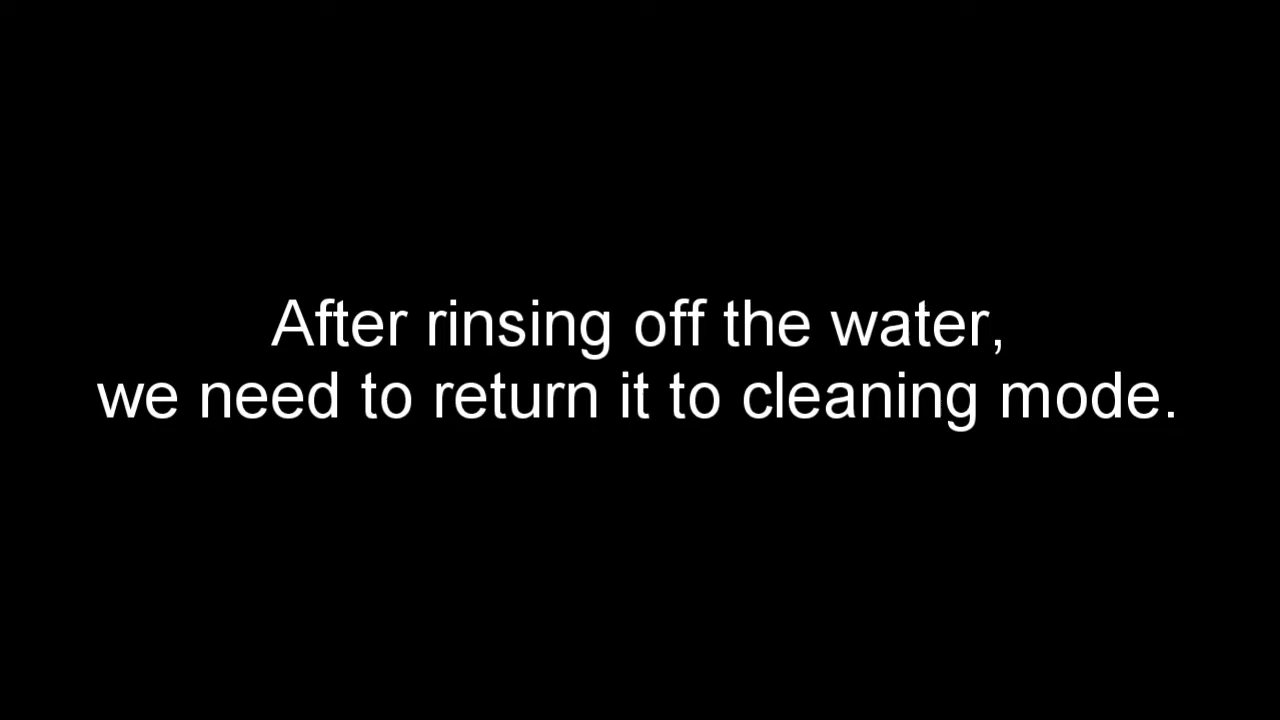 After rinsing off the water,
we need to return it to cleaning mode.